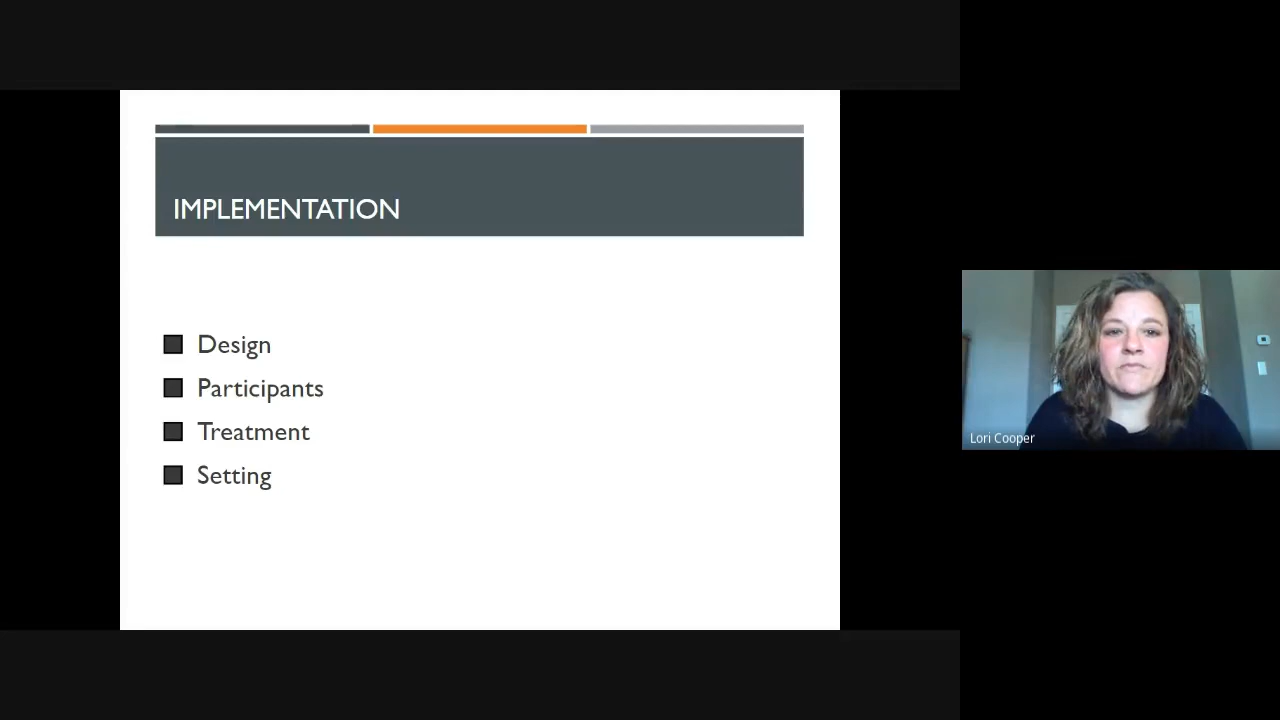 IMPLEMENTATION
Design
Participants
Treatment
Setting
Lori Cooper